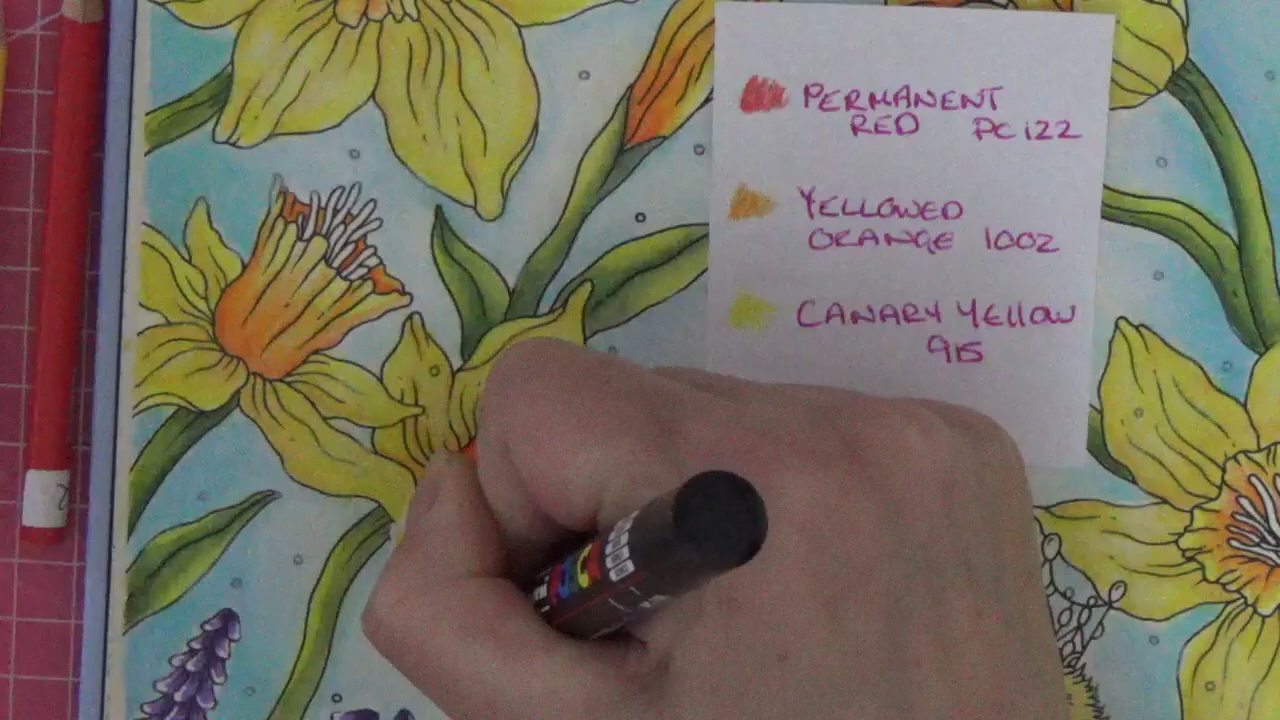 PERMANENT
RED PC122
YELLOWED
ORANGE 1002
CANARY YELLOW
915